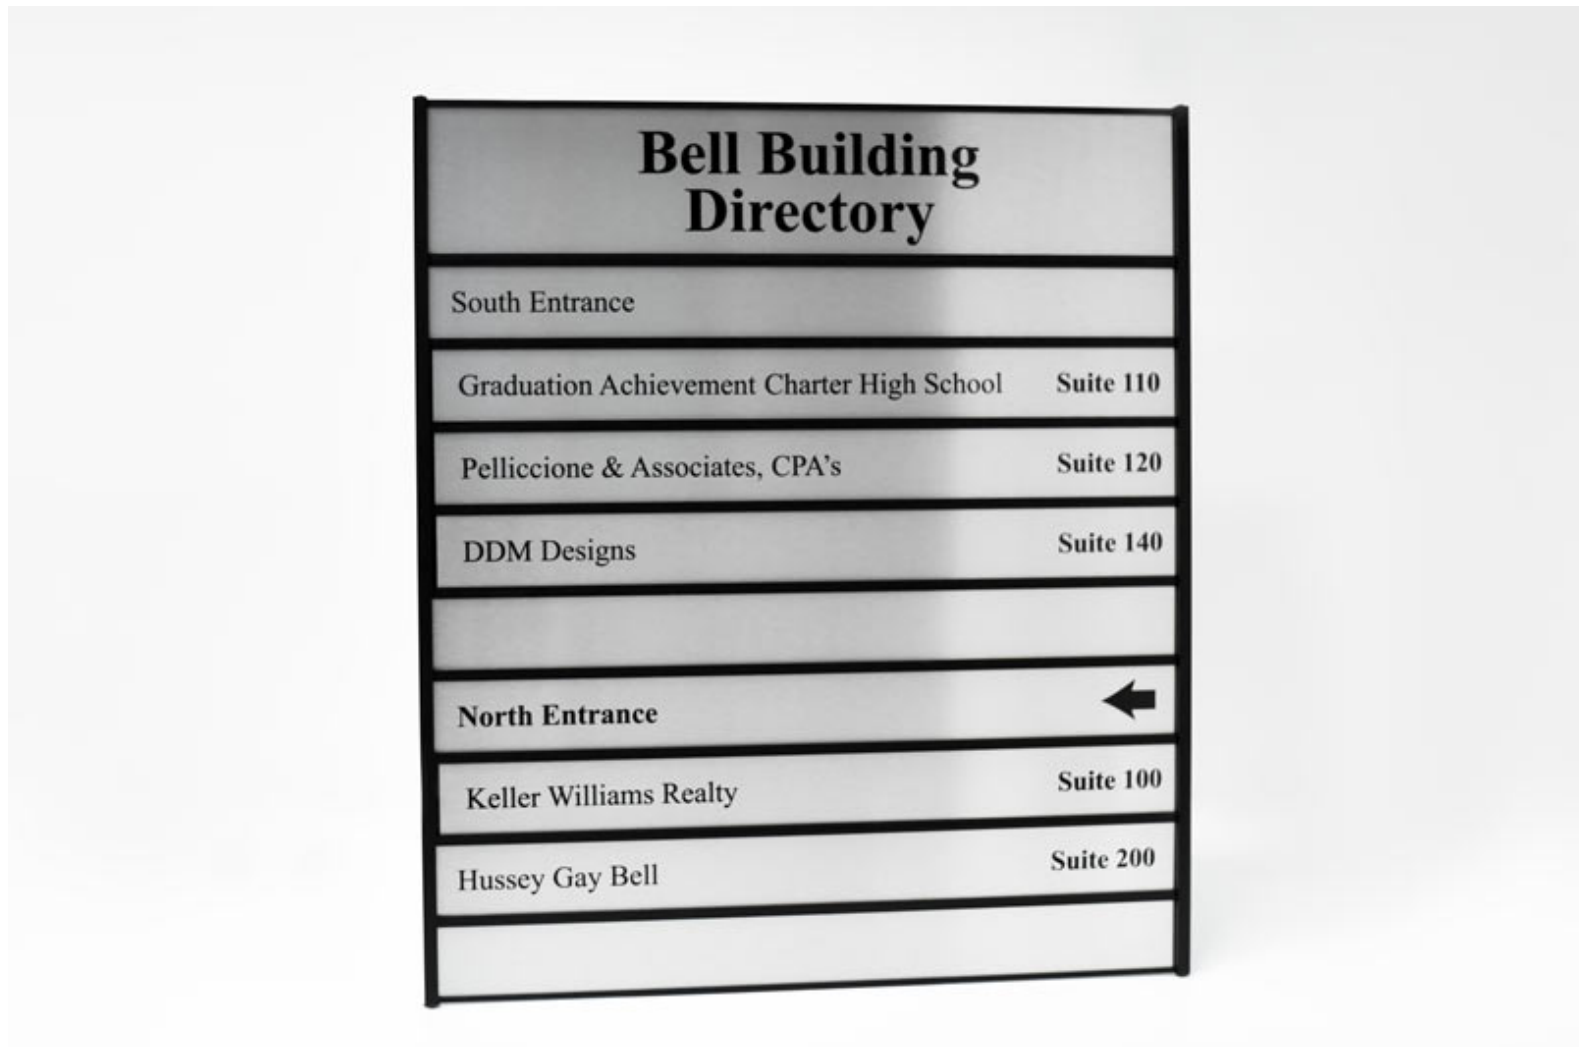 Bell Building
Directory
South Entrance
Graduation Achievement Charter High School Suite 110
Pelliccione & Associates, CPA’s Suite 120
DDM Designs Suite 140
North Entrance
Keller Williams Realty Suite 100
Hussey Gay Bell Suite 200